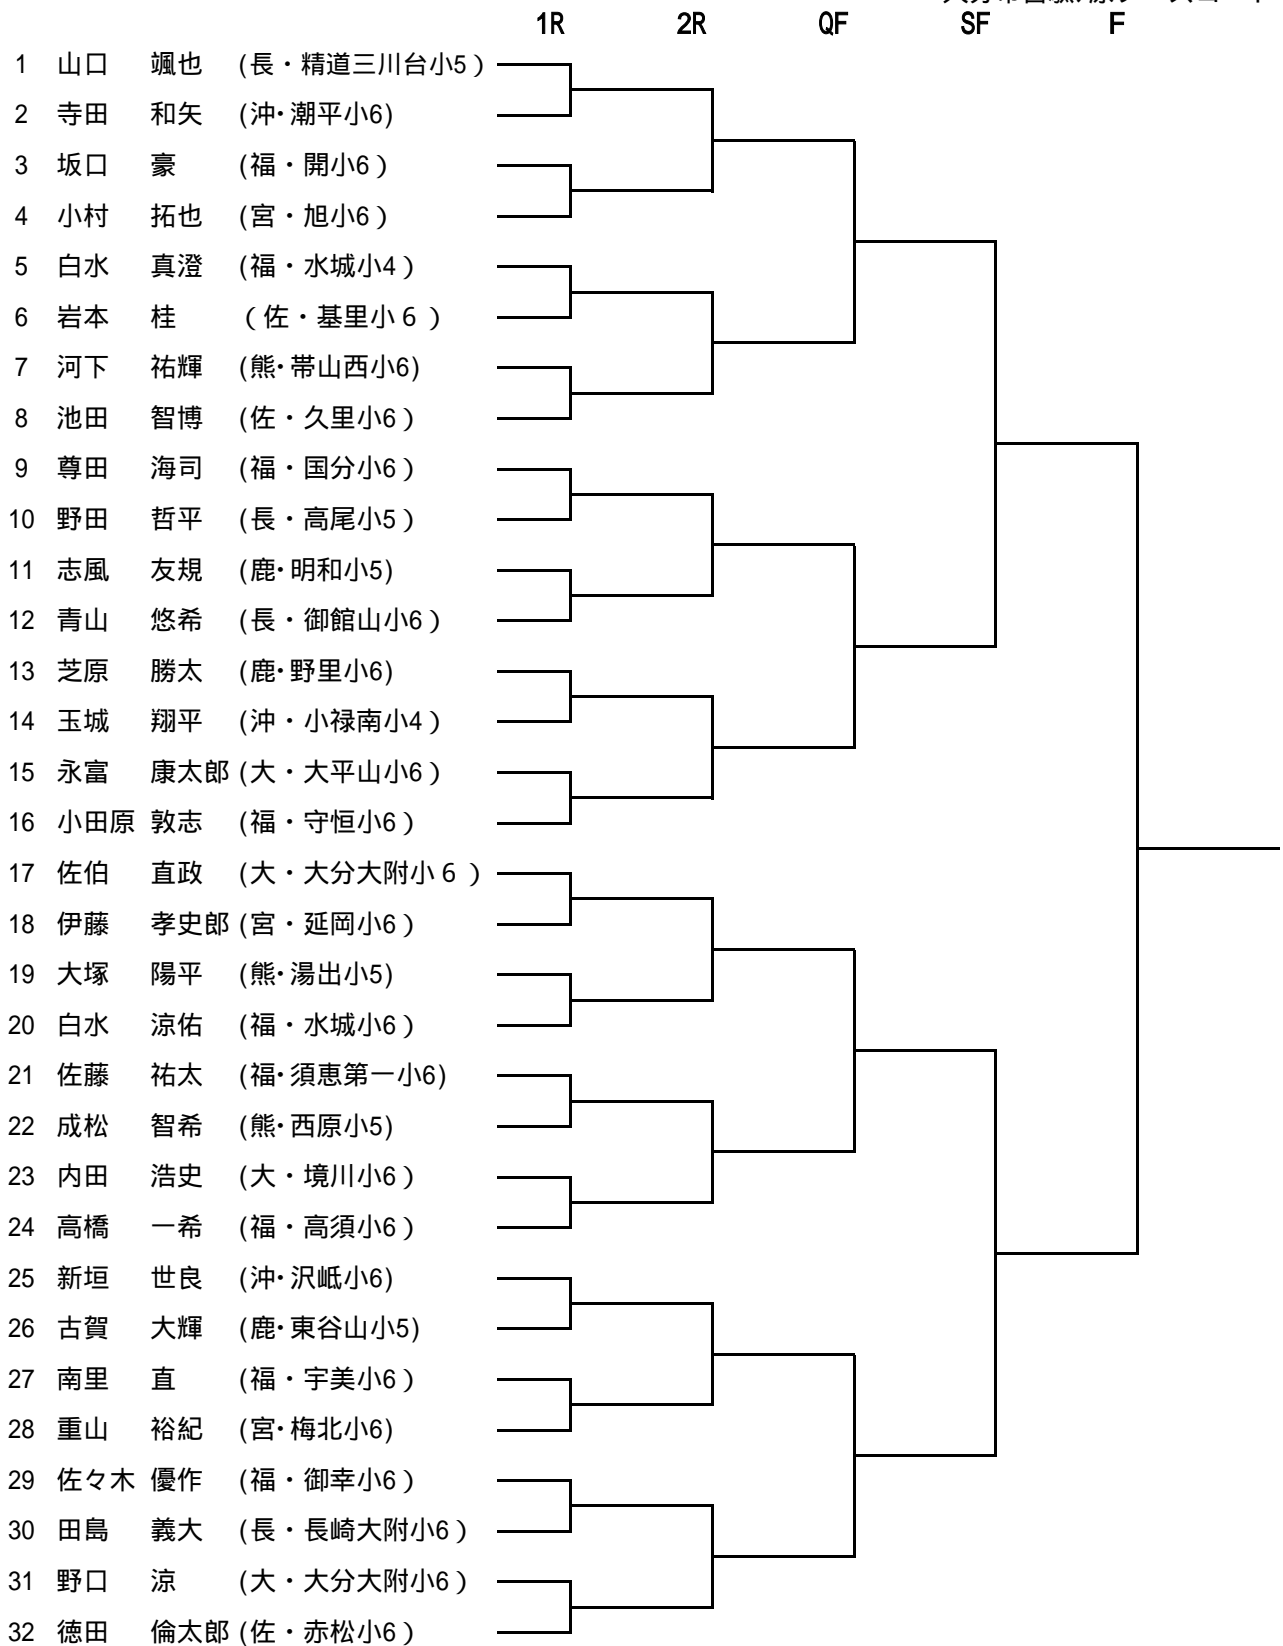 1R 2R QF SF F
1 山口 颯也 (長・精道三川台小5)
2 寺田 和矢 (沖・潮平小6)
3 坂口 豪 (福・開小6)
4 小村 拓也 (宮・旭小6)
5 白水 真澄 (福・水城小4)
6 岩本 桂 (佐・基里小６)
7 河下 祐輝 (熊・帯山西小6)
8 池田 智博 (佐・久里小6)
9 尊田 海司 (福・国分小6)
10 野田 哲平 (長・高尾小5)
11 志風 友規 (鹿・明和小5)
12 青山 悠希 (長・御館山小6)
13 芝原 勝太 (鹿・野里小6)
14 玉城 翔平 (沖・小禄南小4)
15 永富 康太郎 (大・大平山小6)
16 小田原 敦志 (福・守恒小6)
17 佐伯 直政 (大・大分大附小６)
18 伊藤 孝史郎 (宮・延岡小6)
19 大塚 陽平 (熊・湯出小5)
20 白水 涼佑 (福・水城小6)
21 佐藤 祐太 (福・須恵第一小6)
22 成松 智希 (熊・西原小5)
23 内田 浩史 (大・境川小6)
24 高橋 一希 (福・高須小6)
25 新垣 世良 (沖・沢岻小6)
26 古賀 大輝 (鹿・東谷山小5)
27 南里 直 (福・宇美小6)
28 重山 裕紀 (宮・梅北小6)
29 佐々木 優作 (福・御幸小6)
30 田島 義大 (長・長崎大附小6)
31 野口 涼 (大・大分大附小6)
32 徳田 倫太郎 (佐・赤松小6)